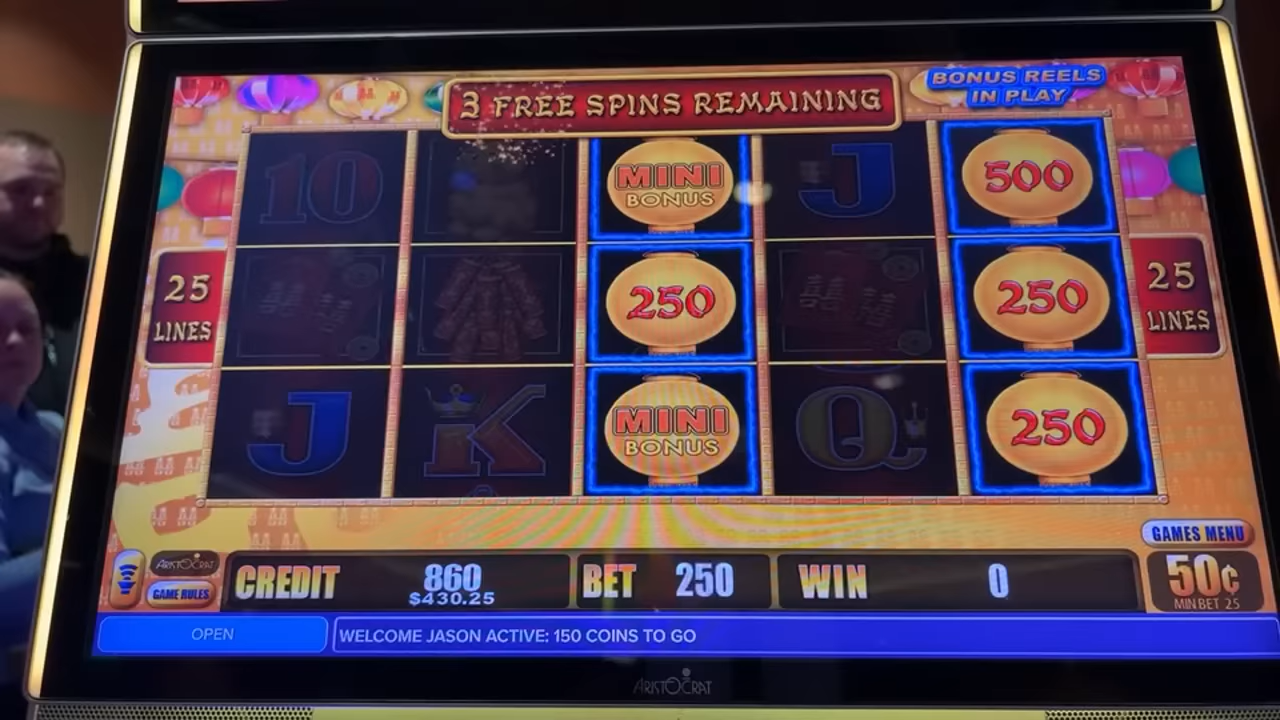 3 FREE SPINS REMAINING
BONUS REELS
IN PLAY
10
MINI
BONUS
J
500
25
LINES
囍
250
囍
250
25
LINES
J
K
MINI
BONUS
Q
250
GAMES MENU
ARISTOCRAT
GAME RULES
CREDIT
860
$430.25
BET
250
WIN
0
50¢
MIN BET 25
OPEN
WELCOME JASON ACTIVE: 150 COINS TO GO
ARISTOCRAT